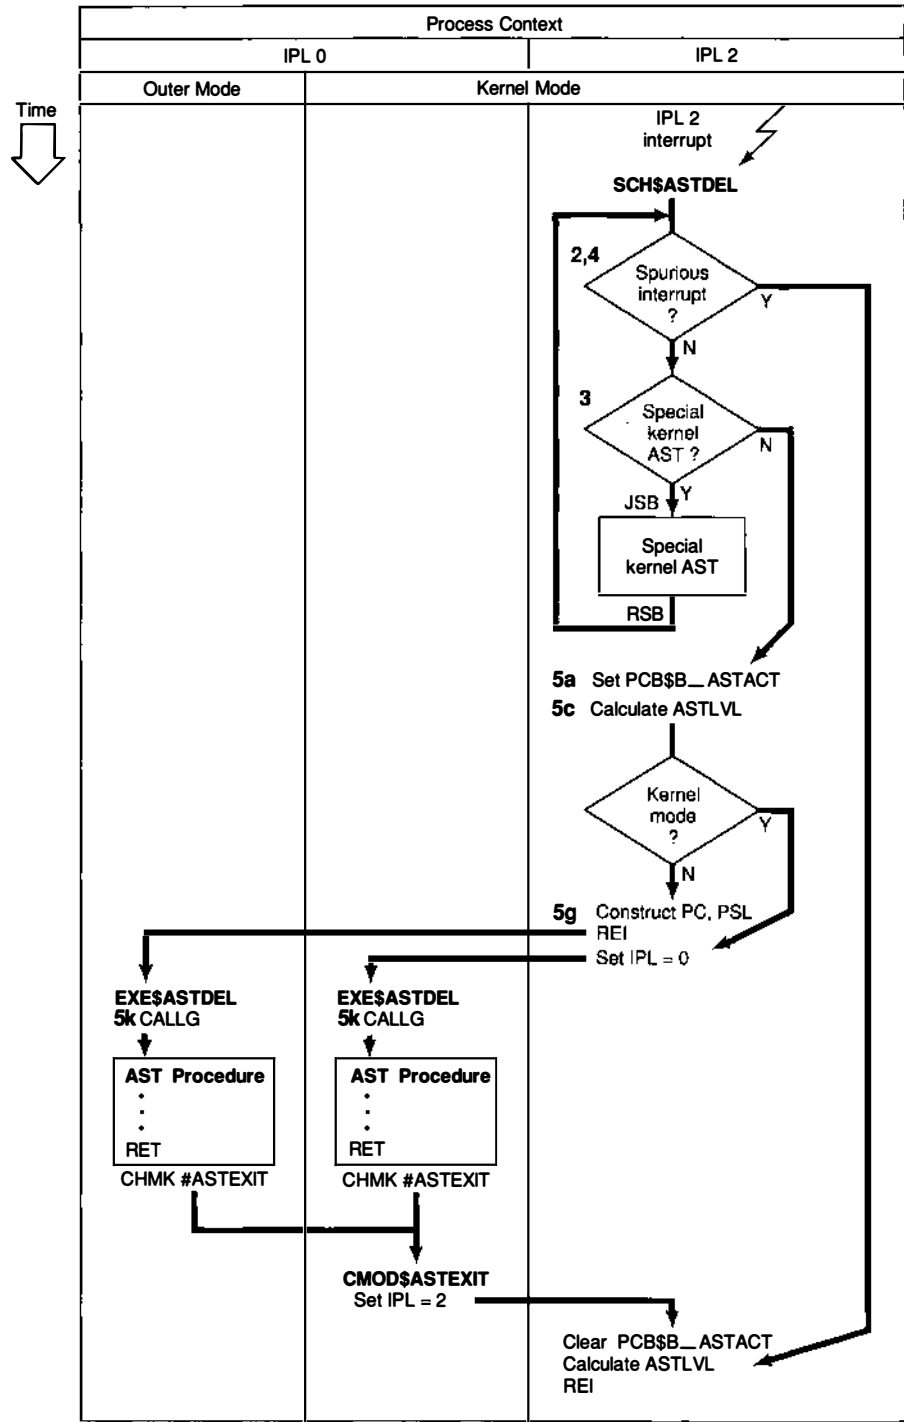 Process Context
IPL 0
IPL 2
Outer Mode
Kernel Mode
Time
IPL 2
interrupt
SCH$ASTDEL
2,4
Spurious
interrupt
?
Y
N
3
Special
kernel
AST ?
N
Y
JSB
Special
kernel AST
RSB
5a Set PCB$B_ASTACT
5c Calculate ASTLVL
Kernel
mode
?
Y
N
5g Construct PC, PSL
REI
Set IPL = 0
EXE$ASTDEL
5k CALLG
AST Procedure
.
.
.
RET
CHMK #ASTEXIT
EXE$ASTDEL
5k CALLG
AST Procedure
.
.
.
RET
CHMK #ASTEXIT
CMOD$ASTEXIT
Set IPL = 2
Clear PCB$B_ASTACT
Calculate ASTLVL
REI